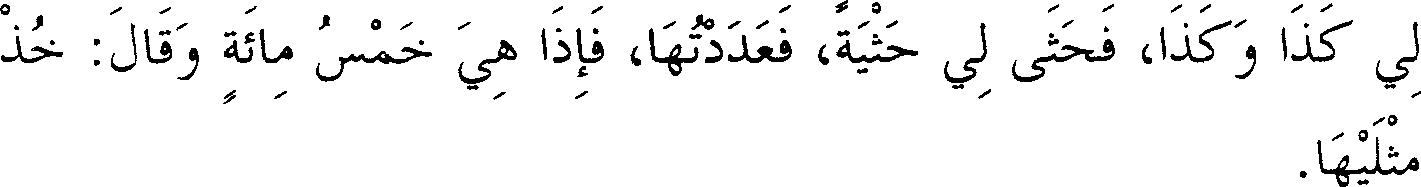 لِي كَذَا وَكَذَا، فَحَثَى لِي حَثْيَةً، فَعَدَدْتُهَا، فَإِذَا هِيَ خَمْسُ مِائَةٍ وَقَالَ: خُذْ
مِثْلَيْهَا.